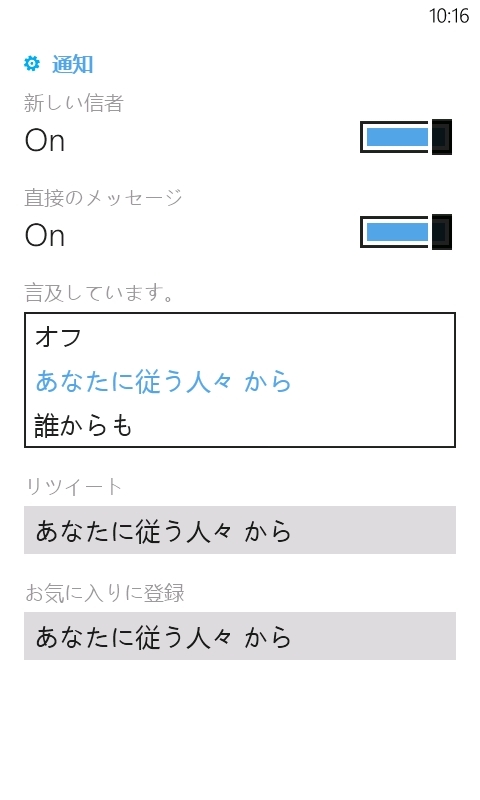 10:16
通知
新しい信者
On
直接のメッセージ
On
言及しています。
オフ
あなたに従う人々 から
誰からも
リツイート
あなたに従う人々 から
お気に入りに登録
あなたに従う人々 から